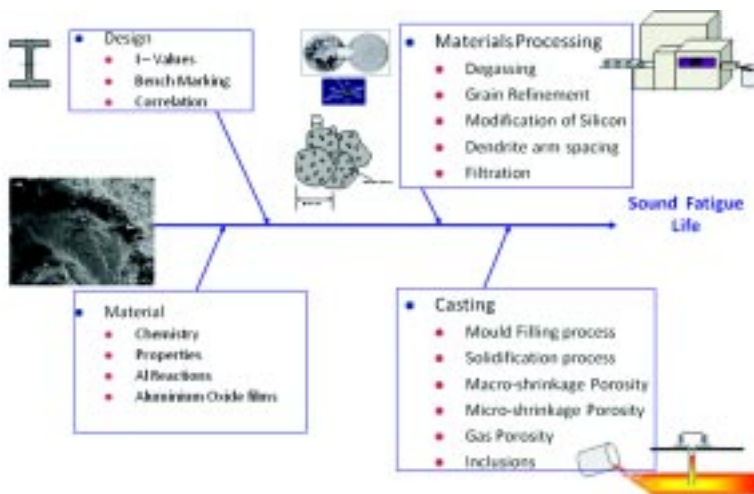 Design
I – Values
Bench Marking
Correlation
Materials Processing
Degassing
Grain Refinement
Modification of Silicon
Dendrite arm spacing
Filtration
Sound Fatigue
Life
Material
Chemistry
Properties
Al Reactions
Aluminium Oxide films
Casting
Mould Filling process
Solidification process
Macro-shrinkage Porosity
Micro-shrinkage Porosity
Gas Porosity
Inclusions